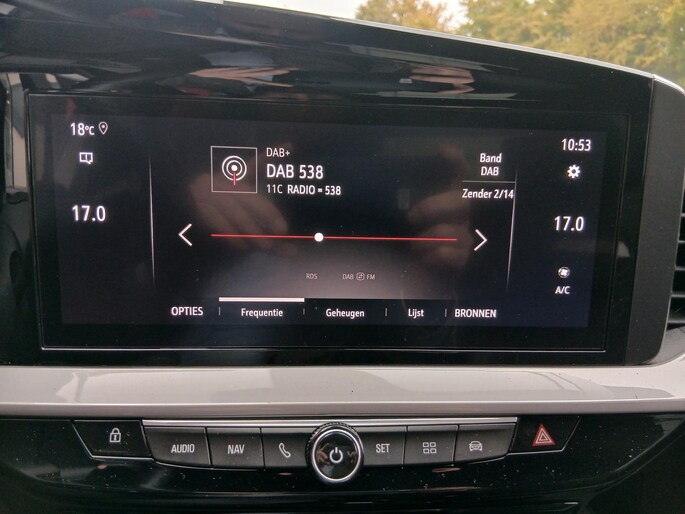 18°C
10:53
DAB+
DAB 538
11C RADIO = 538
Band
DAB
Zender 2/14
17.0
17.0
RDS
DAB FM
A/C
OPTIES
Frequentie
Geheugen
Lijst
BRONNEN
AUDIO
NAV
SET